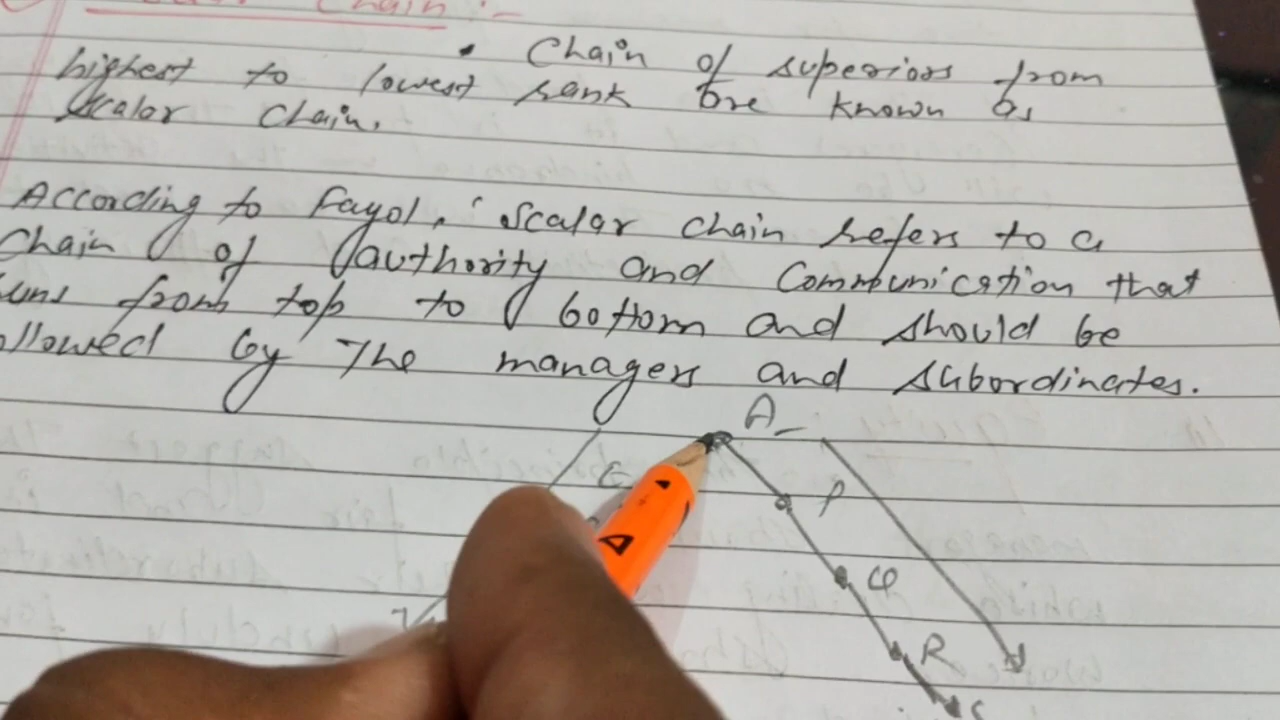 Chain :-
• Chain of superiors from
highest to lowest rank are known as
Scalar Chain.
According to Fayol, ' Scalar chain refers to a
Chain of authority and Communication that
from top to bottom and should be
by The managers and subordinates.
A
E
P
Q
R
S